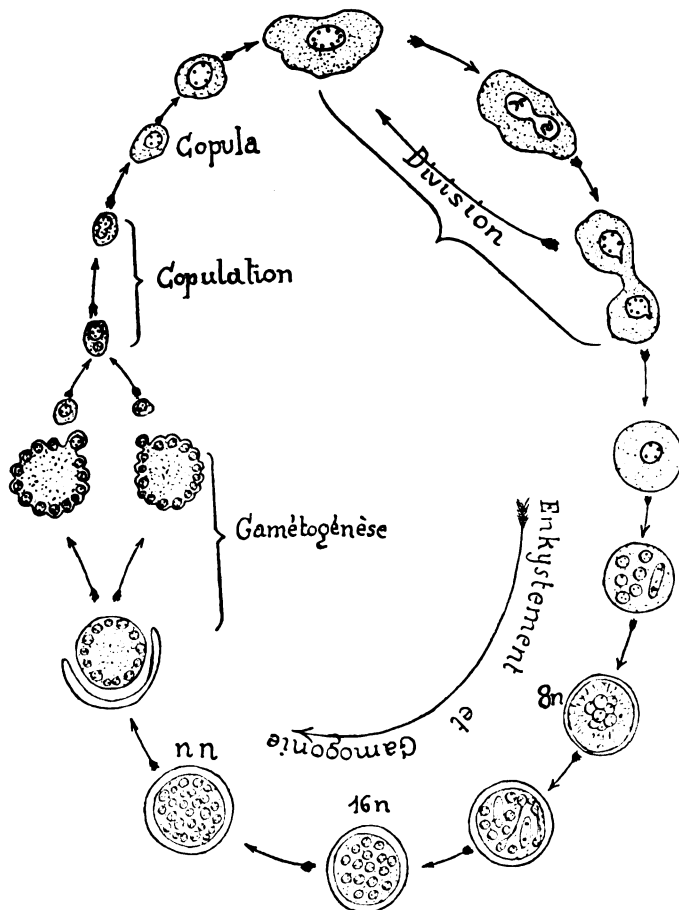 Copula
Division
Copulation
Gamétogénèse
Enkystement et Gamogonie
8n
nn
16n